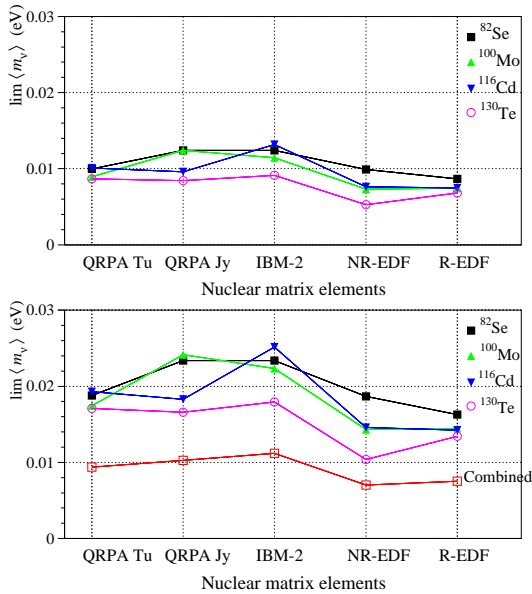 0.03
0.02
0.01
0
lim ⟨m_ν⟩ (eV)
⁸²Se
¹⁰⁰Mo
¹¹⁶Cd
¹³⁰Te
QRPA Tu QRPA Jy IBM-2 NR-EDF R-EDF
Nuclear matrix elements
0.03
0.02
0.01
0
lim ⟨m_ν⟩ (eV)
⁸²Se
¹⁰⁰Mo
¹¹⁶Cd
¹³⁰Te
Combined
QRPA Tu QRPA Jy IBM-2 NR-EDF R-EDF
Nuclear matrix elements